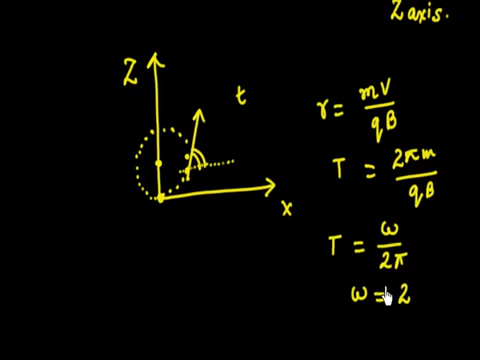 Z axis.
Z
t
r = mV/qB
T = 2πm/qB
x
T = ω/2π
ω = 2